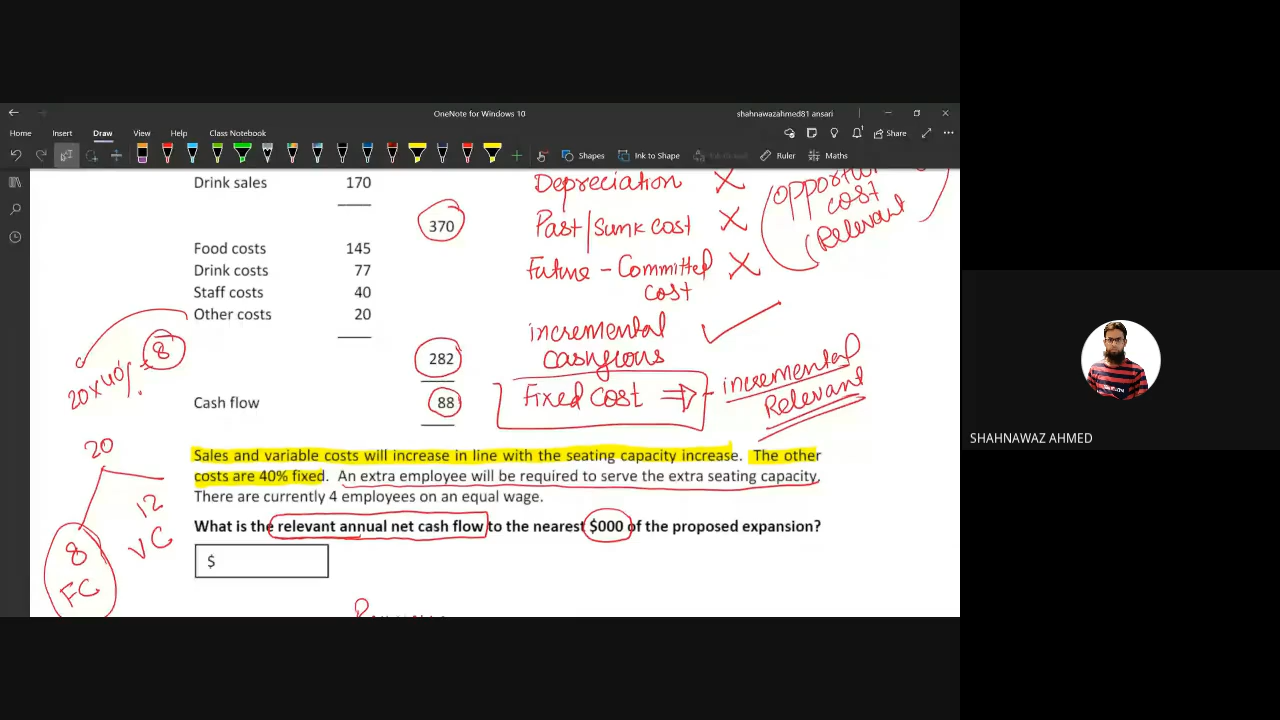 OneNote for Windows 10
shahnawazahmed81 ansari
Home Insert Draw View Help Class Notebook
Share
Shapes Ink to Shape Ruler Maths
Drink sales 170
370
Food costs 145
Drink costs 77
Staff costs 40
Other costs 20
282
Cash flow 88
Depreciation X
Past/Sunk cost X
Future - Committed X
cost
incremental
cashflows
Fixed Cost ⇒ incremental
Relevant
cost
Relevant
20x40% = 8
20
8 12
FC VC
Sales and variable costs will increase in line with the seating capacity increase. The other
costs are 40% fixed. An extra employee will be required to serve the extra seating capacity.
There are currently 4 employees on an equal wage.
What is the relevant annual net cash flow to the nearest $000 of the proposed expansion?
$
SHAHNAWAZ AHMED